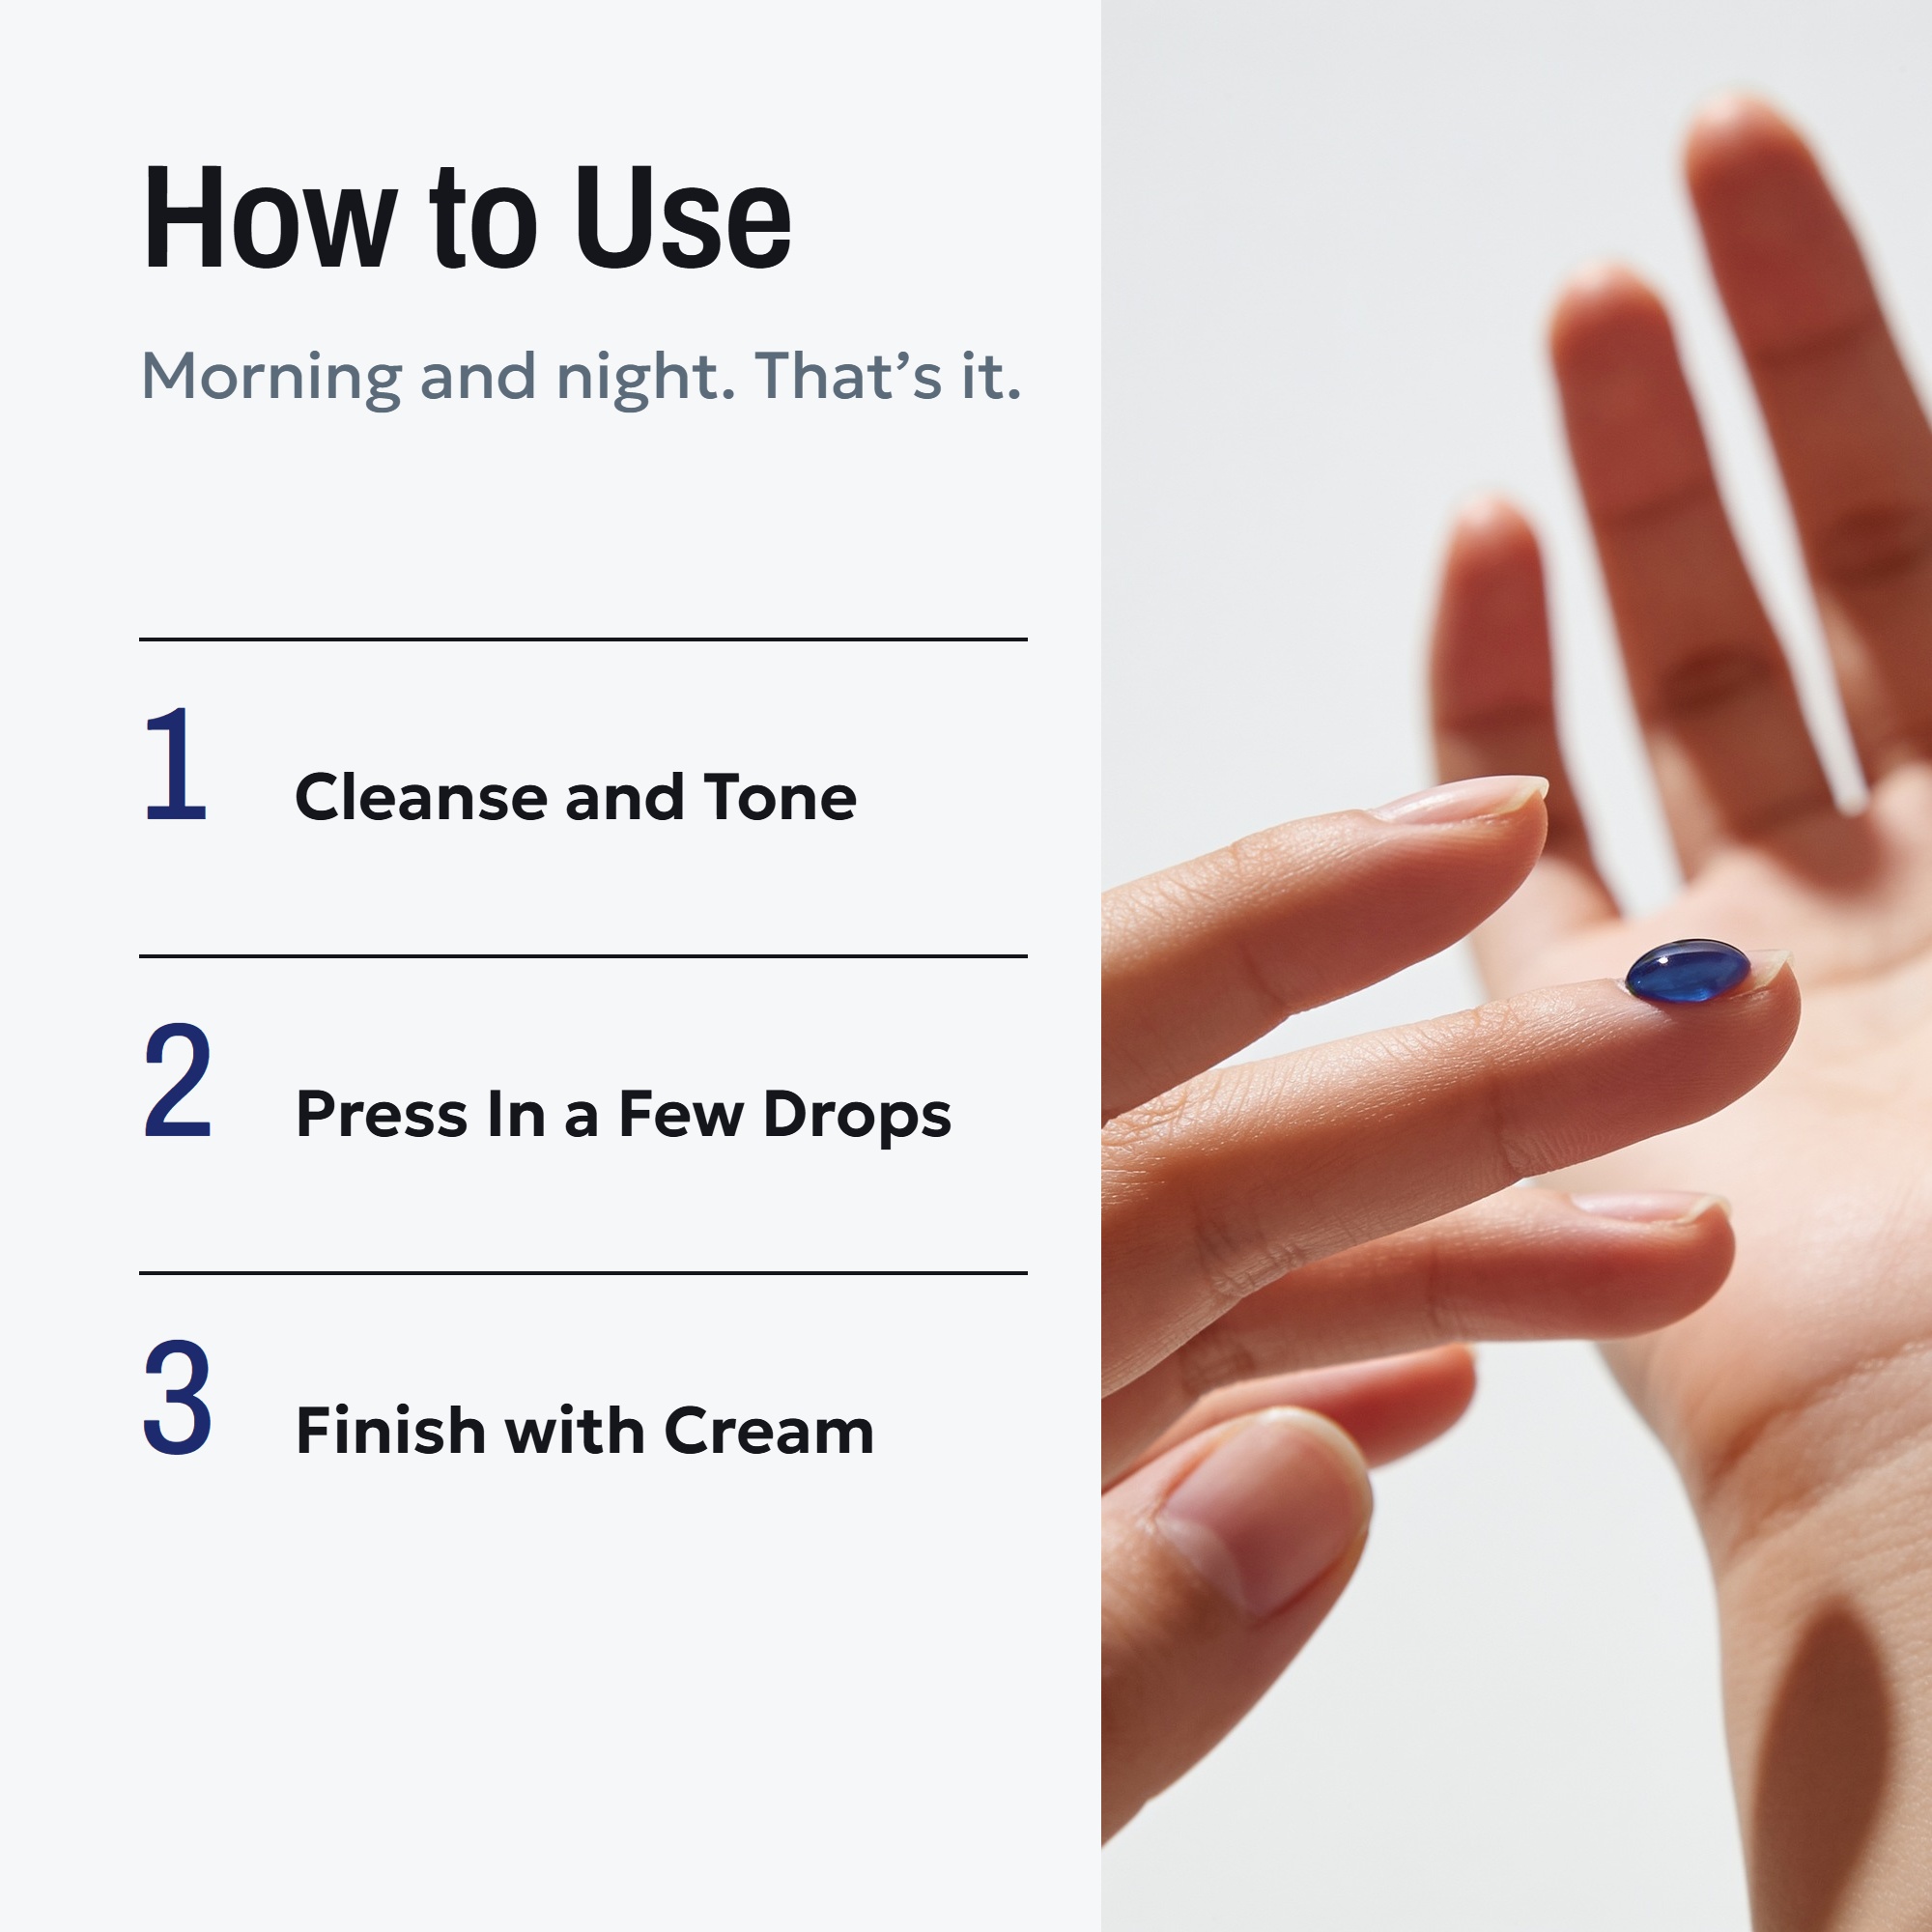 How to Use
Morning and night. That’s it.
1 Cleanse and Tone
2 Press In a Few Drops
3 Finish with Cream